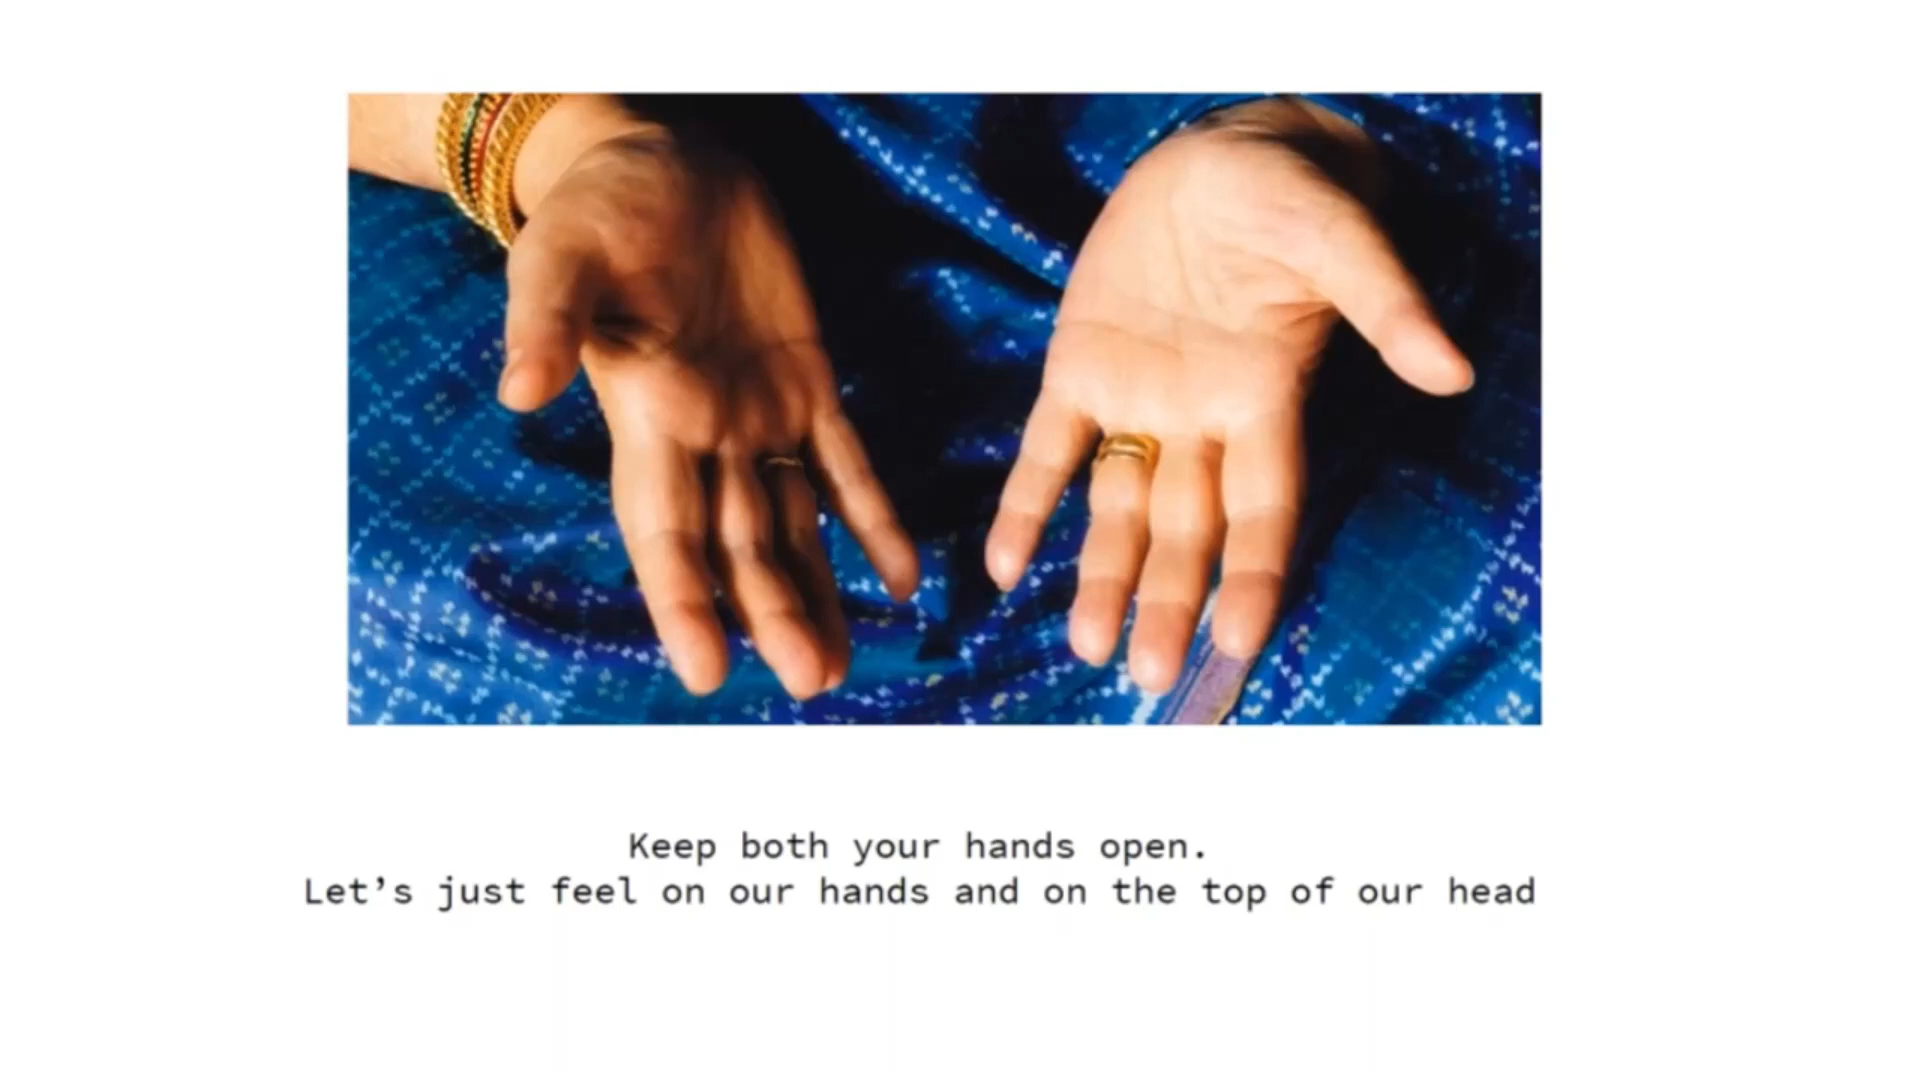 Keep both your hands open.
Let’s just feel on our hands and on the top of our head